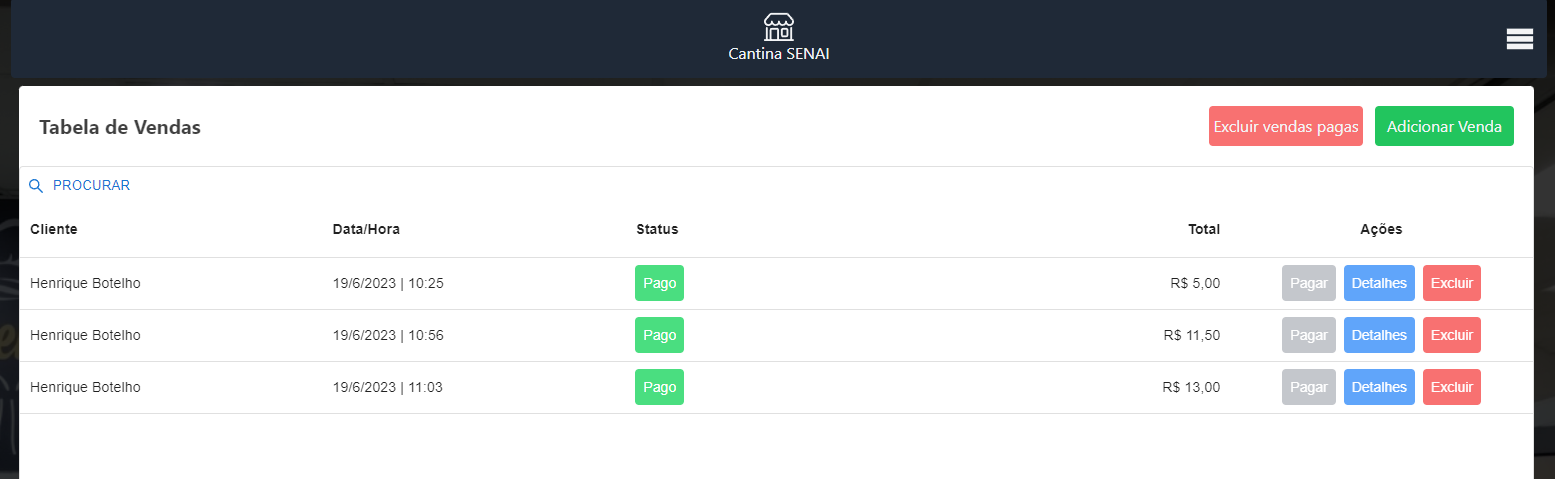 Cantina SENAI
Tabela de Vendas
Excluir vendas pagas
Adicionar Venda
PROCURAR
Cliente Data/Hora Status Total Ações
Henrique Botelho 19/6/2023 | 10:25 Pago R$ 5,00 Pagar Detalhes Excluir
Henrique Botelho 19/6/2023 | 10:56 Pago R$ 11,50 Pagar Detalhes Excluir
Henrique Botelho 19/6/2023 | 11:03 Pago R$ 13,00 Pagar Detalhes Excluir